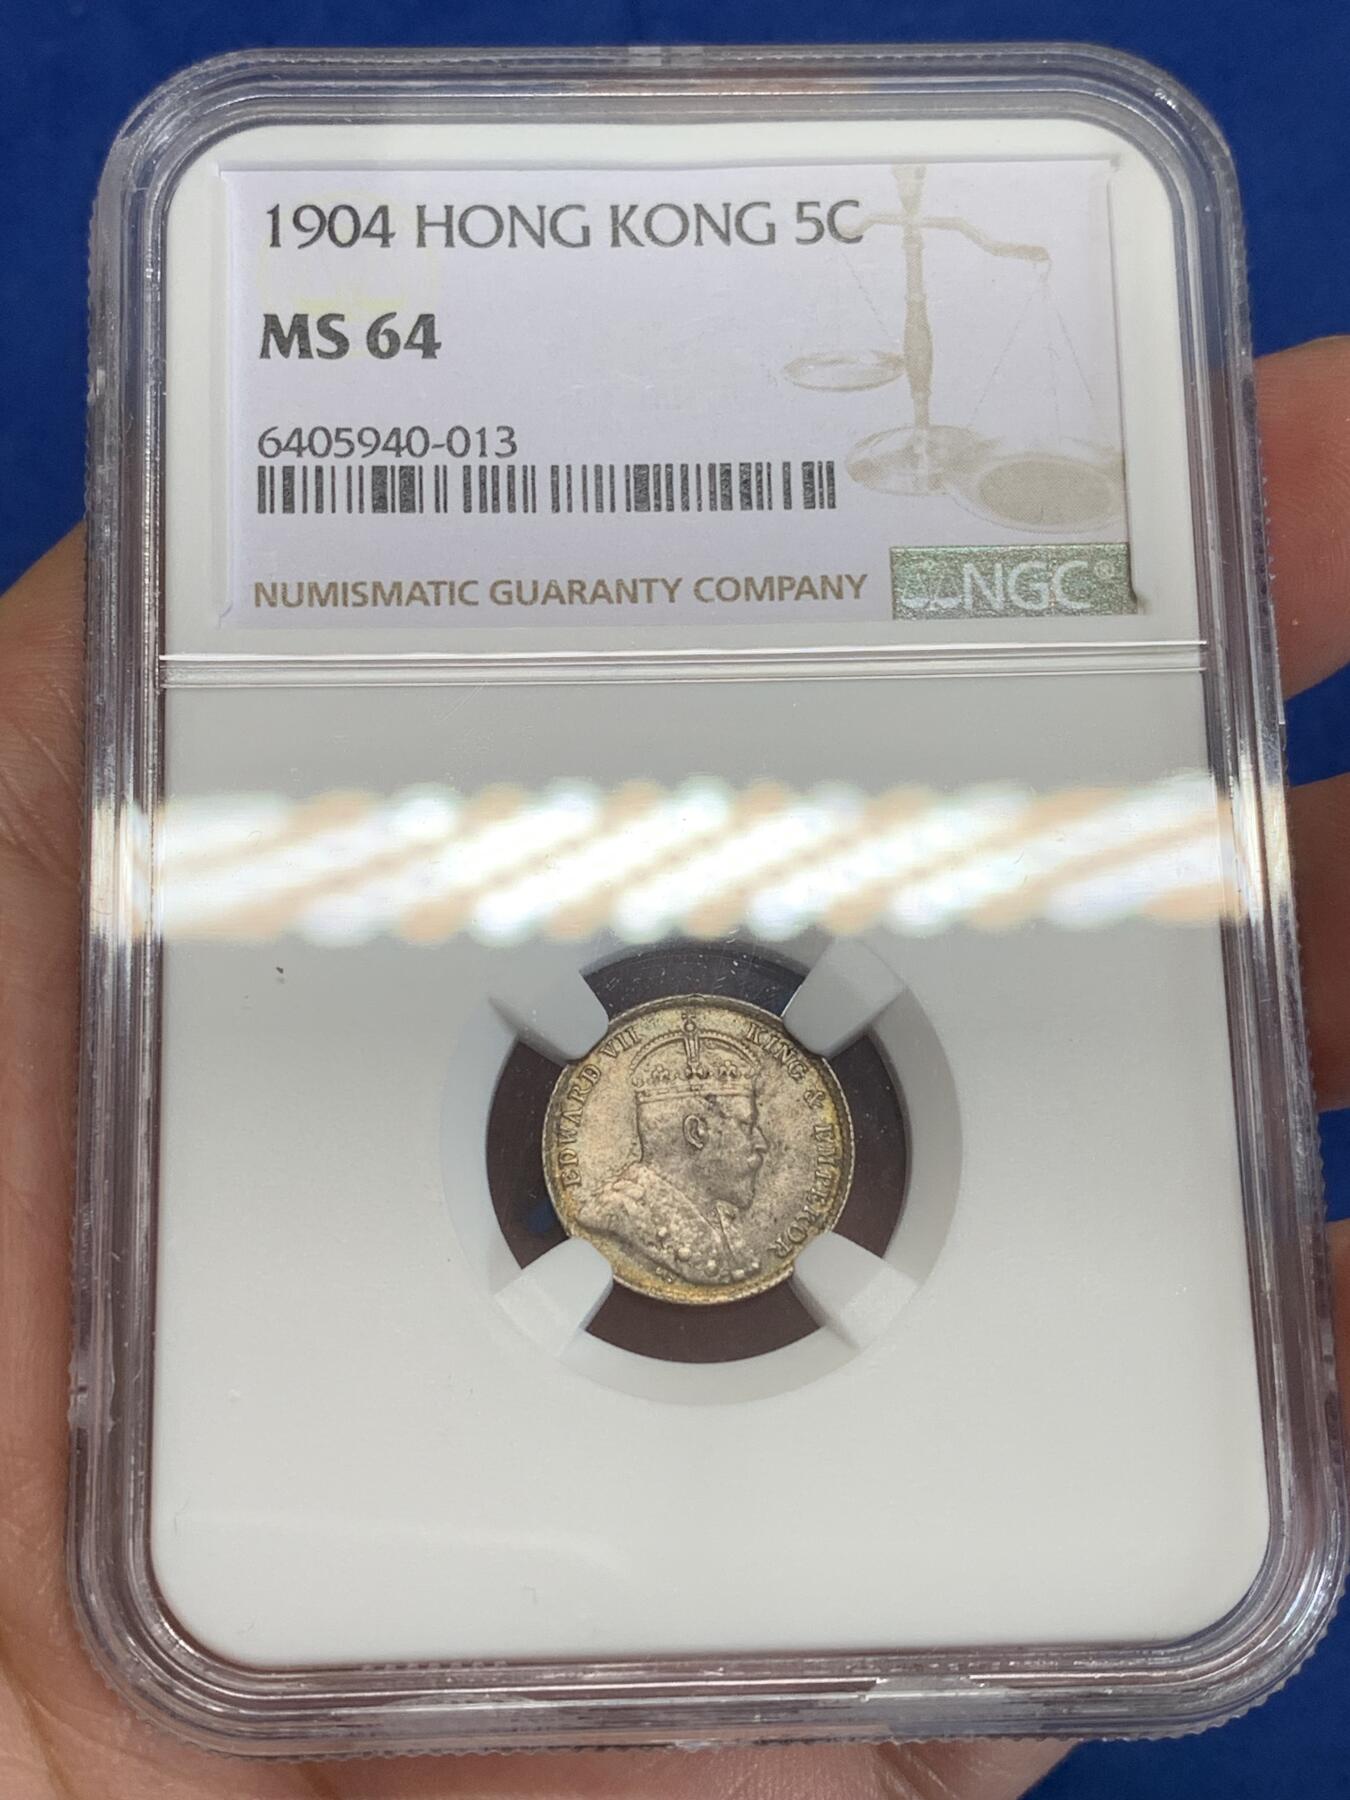 1904 HONG KONG 5C
MS 64
6405940-013
NUMISMATIC GUARANTY COMPANY
NGC®
EDWARD VII KING & EMPEROR